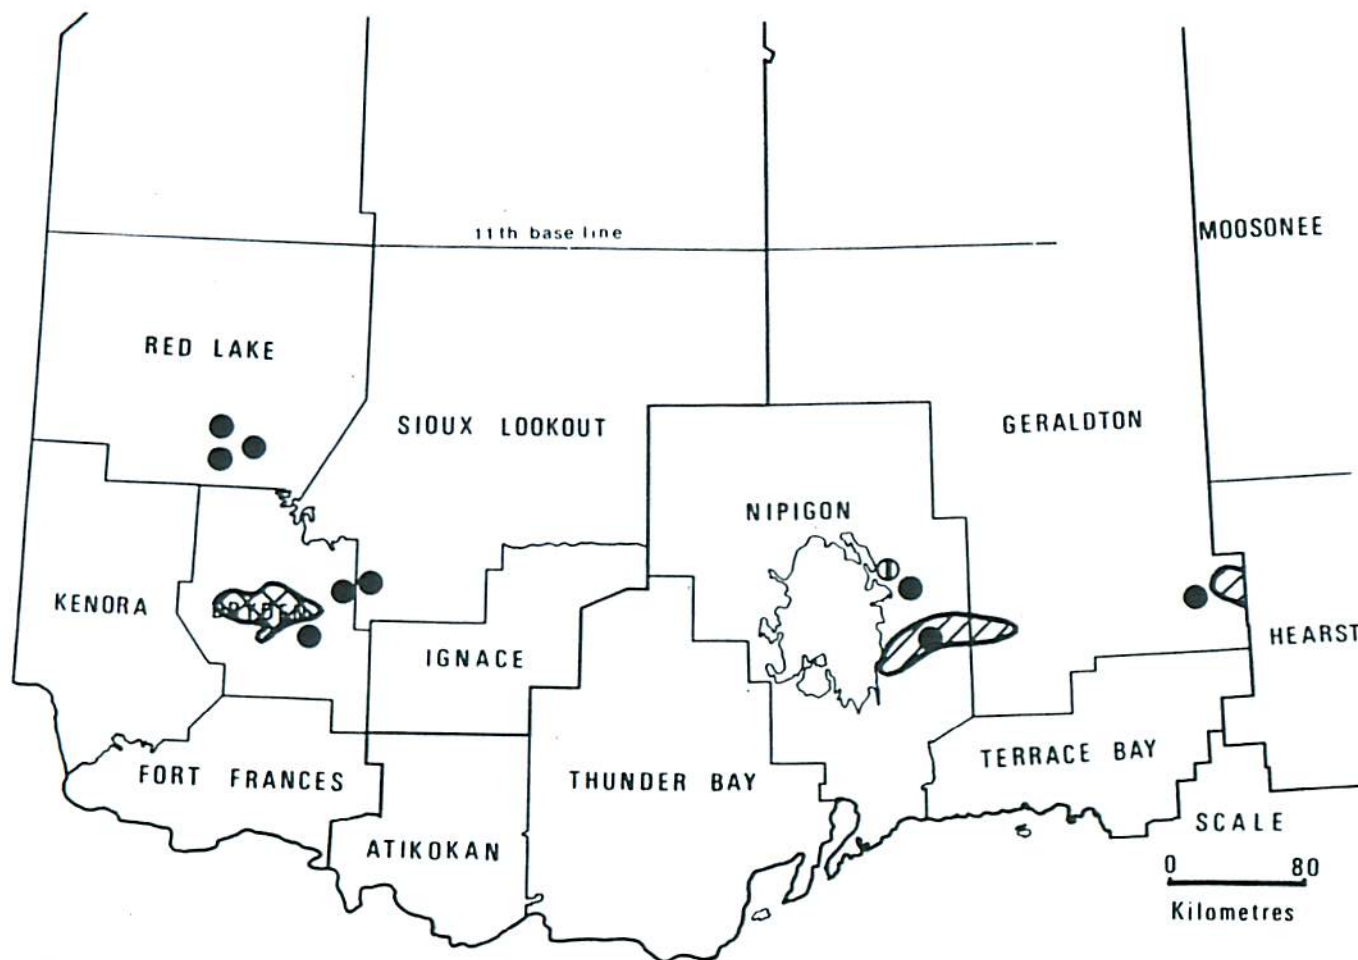 11th base line
MOOSONEE
RED LAKE
SIOUX LOOKOUT
GERALDTON
NIPIGON
KENORA
DRYDEN
IGNACE
HEARST
FORT FRANCES
THUNDER BAY
TERRACE BAY
ATIKOKAN
SCALE
0 80
Kilometres